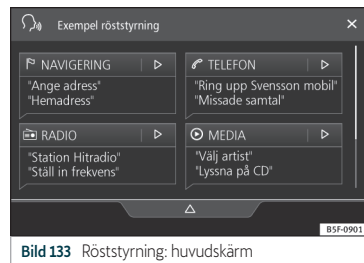 Exempel röststyrning
NAVIGERING
"Ange adress"
"Hemadress"
TELEFON
"Ring upp Svensson mobil"
"Missade samtal"
RADIO
"Station Hitradio"
"Ställ in frekvens"
MEDIA
"Välj artist"
"Lyssna på CD"
B5F-0901
Bild 133 Röststyrning: huvudskärm